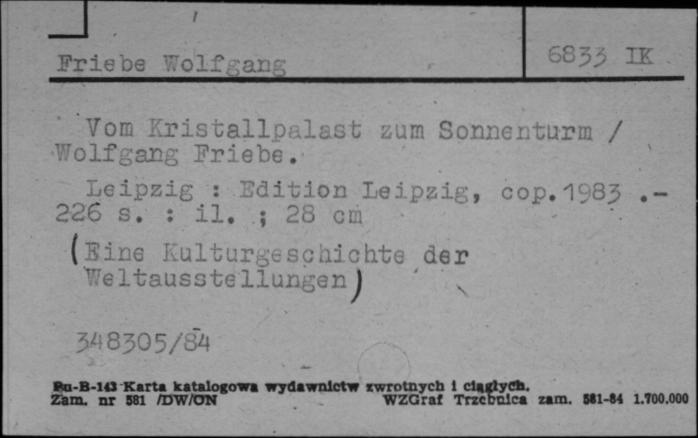 Friebe Wolfgang
6833 IK
Vom Kristallpalast zum Sonnenturm /
Wolfgang Friebe.
Leipzig : Edition Leipzig, cop.1983 .-
226 s. : il. ; 28 cm
(Eine Kulturgeschichte der
Weltausstellungen)
348305/84
Pu-B-143 Karta katalogowa wydawnictw zwrotnych i ciągłych.
Zam. nr 581 /DW/ON
WZGraf Trzebnica zam. 581-84 1.700.000